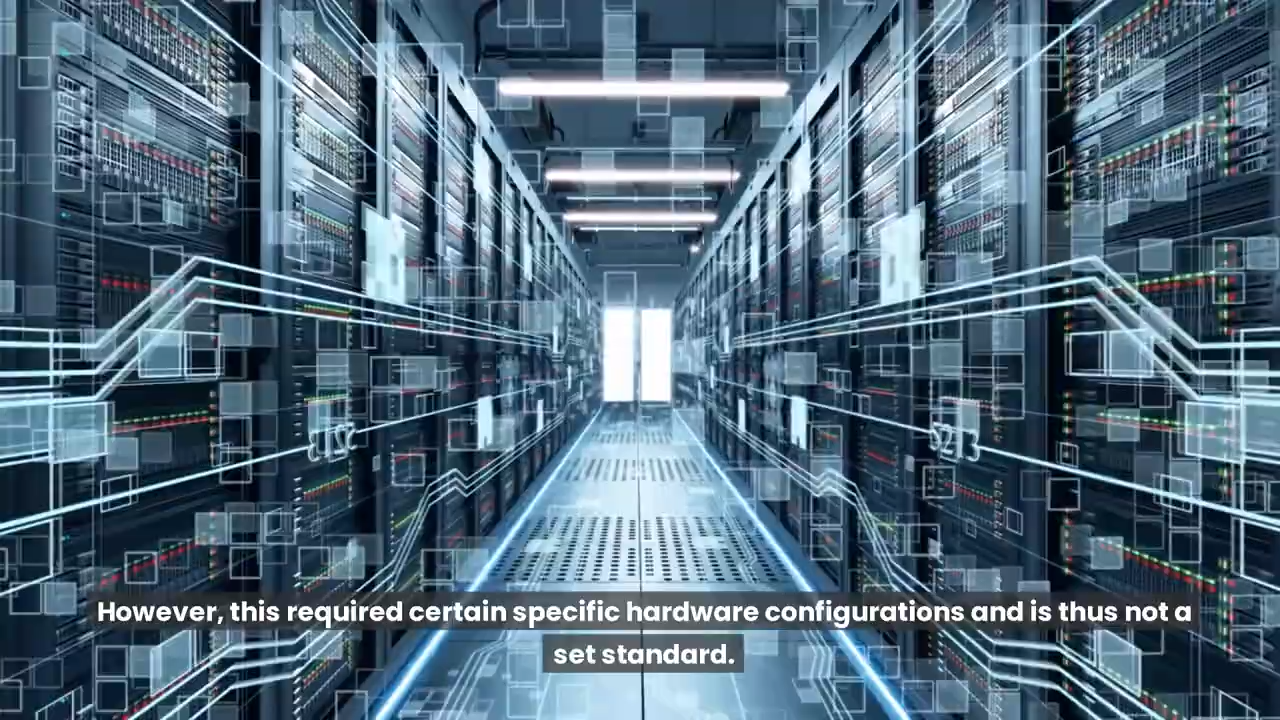 However, this required certain specific hardware configurations and is thus not a
set standard.